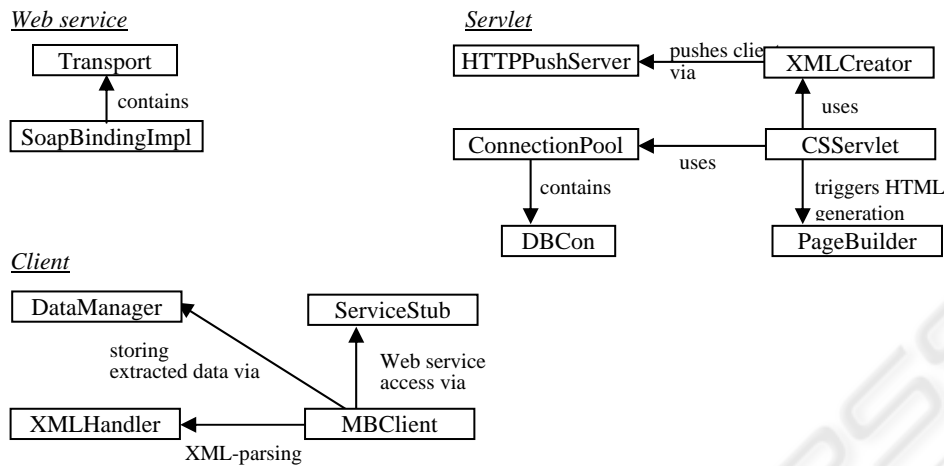 Web service
Transport
contains
SoapBindingImpl
Servlet
HTTPPushServer
pushes client
via
XMLCreator
uses
ConnectionPool
uses
CSServlet
contains
triggers HTML
generation
DBCon
PageBuilder
Client
DataManager
ServiceStub
storing
extracted data via
Web service
access via
XMLHandler
MBClient
XML-parsing